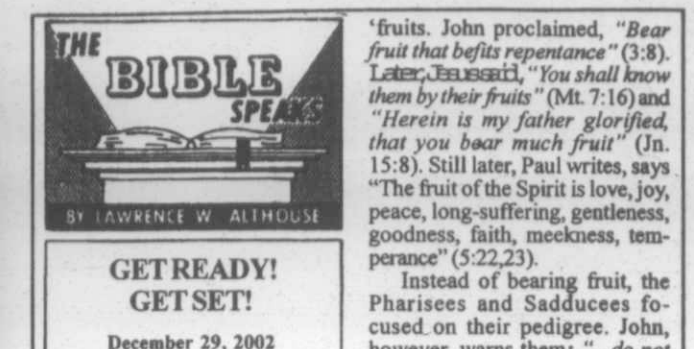 THE
BIBLE
SPEAKS
BY LAWRENCE W. ALTHOUSE
GET READY!
GET SET!
December 29, 2002
'fruits. John proclaimed, "Bear
fruit that befits repentance" (3:8).
Later, Jesus said, "You shall know
them by their fruits" (Mt. 7:16) and
"Herein is my father glorified,
that you bear much fruit" (Jn.
15:8). Still later, Paul writes, says
"The fruit of the Spirit is love, joy,
peace, long-suffering, gentleness,
goodness, faith, meekness, tem-
perance" (5:22,23).
Instead of bearing fruit, the
Pharisees and Sadducees fo-
cused on their pedigree. John,
however, warns them: "...do not